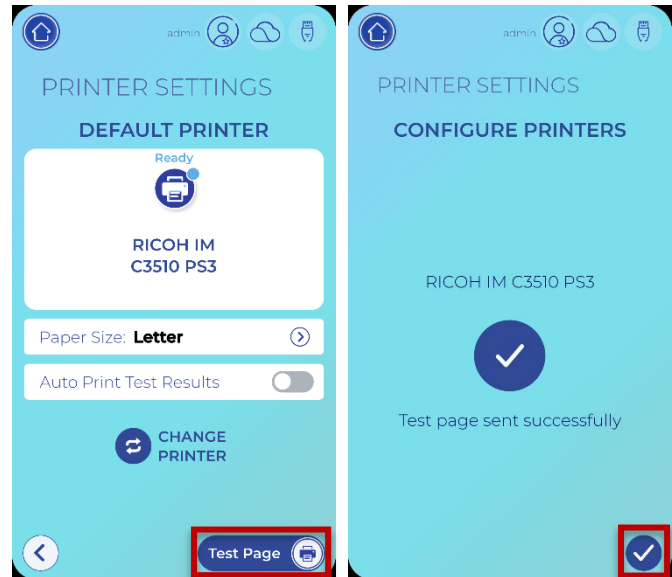 admin
PRINTER SETTINGS
DEFAULT PRINTER
Ready
RICOH IM
C3510 PS3
Paper Size: Letter
Auto Print Test Results
CHANGE
PRINTER
Test Page
admin
PRINTER SETTINGS
CONFIGURE PRINTERS
RICOH IM C3510 PS3
Test page sent successfully